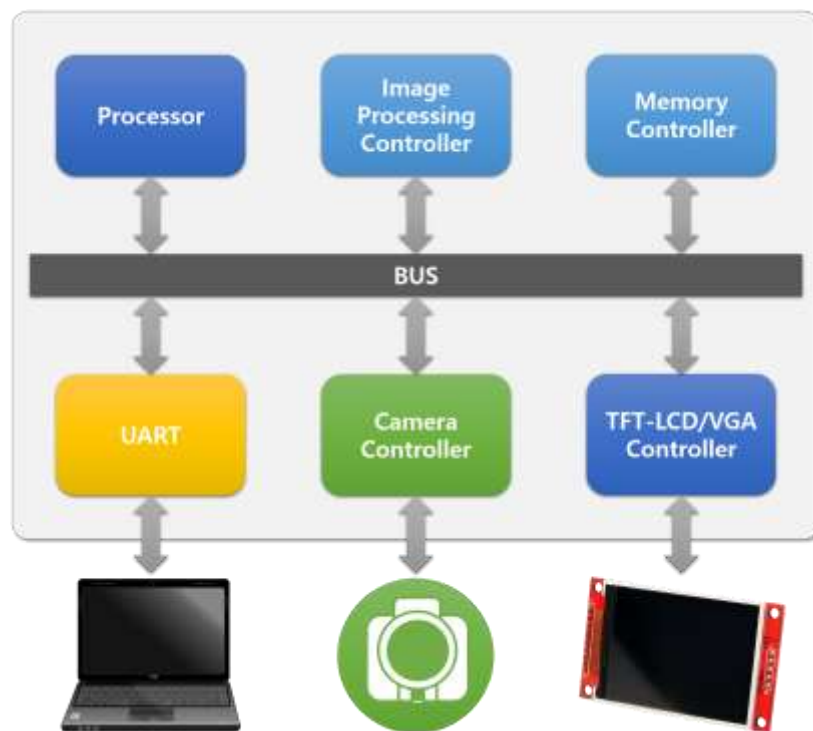 Processor
Image
Processing
Controller
Memory
Controller
BUS
UART
Camera
Controller
TFT-LCD/VGA
Controller